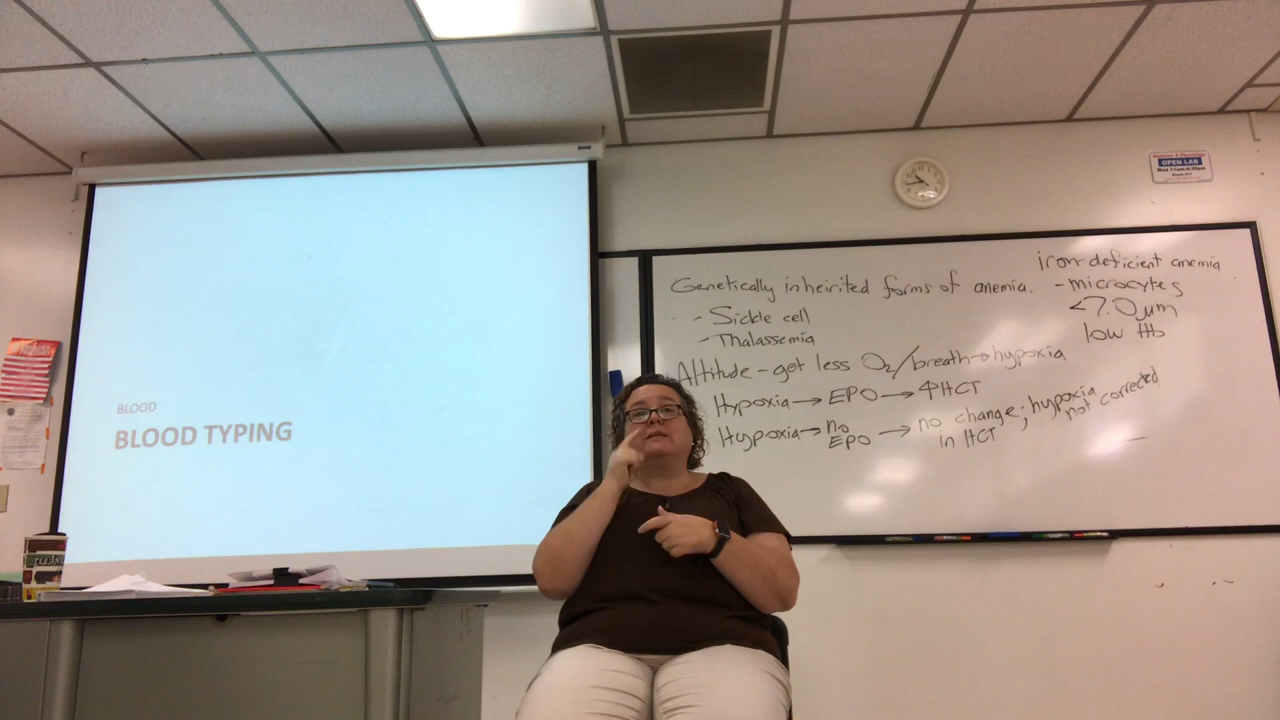 BLOOD
BLOOD TYPING
OPEN LAB
Genetically inheirited forms of anemia.
- Sickle cell
- Thalassemia
iron-deficient anemia
- microcytes
<7.0 µm
low Hb
Altitude - get less O₂/breath → hypoxia
Hypoxia → EPO → ↑HCT
Hypoxia → no EPO → no change; hypoxia
in HCT not corrected